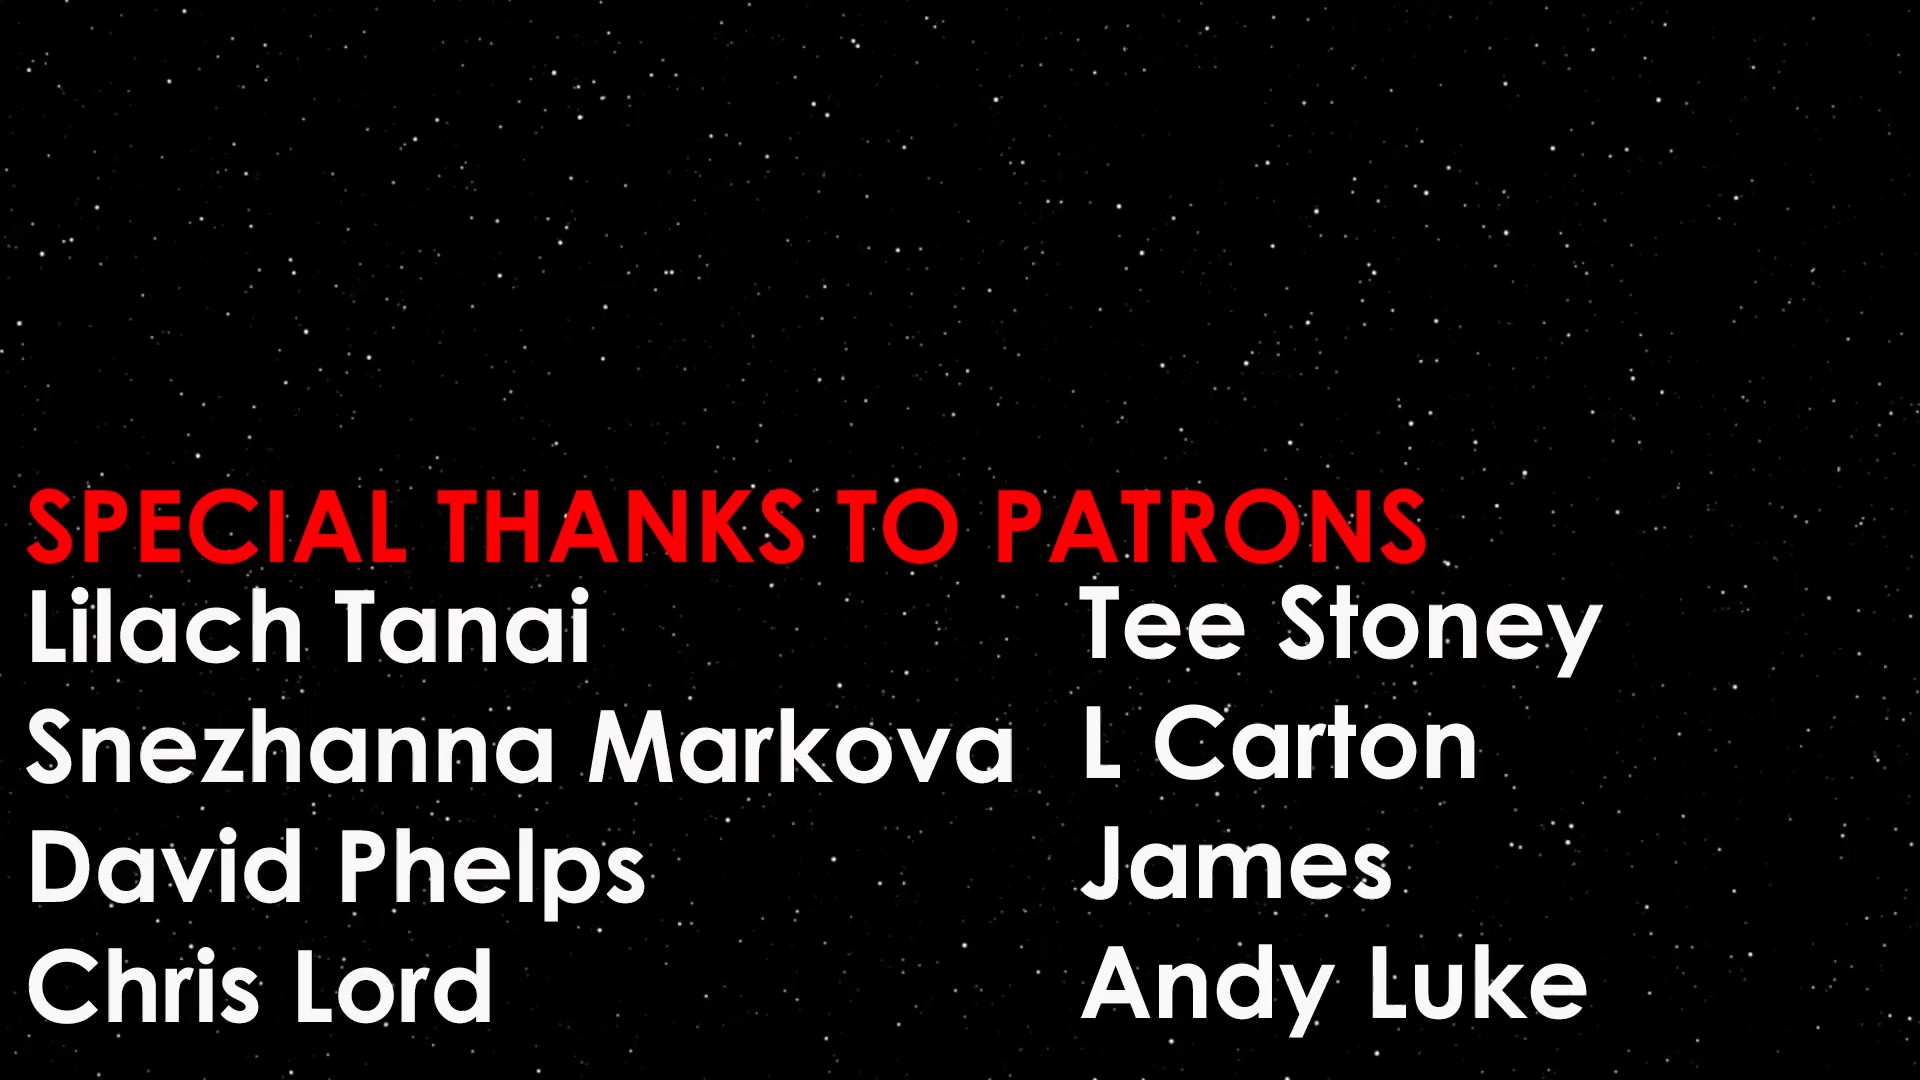 SPECIAL THANKS TO PATRONS
Lilach Tanai
Snezhanna Markova
David Phelps
Chris Lord
Tee Stoney
L Carton
James
Andy Luke